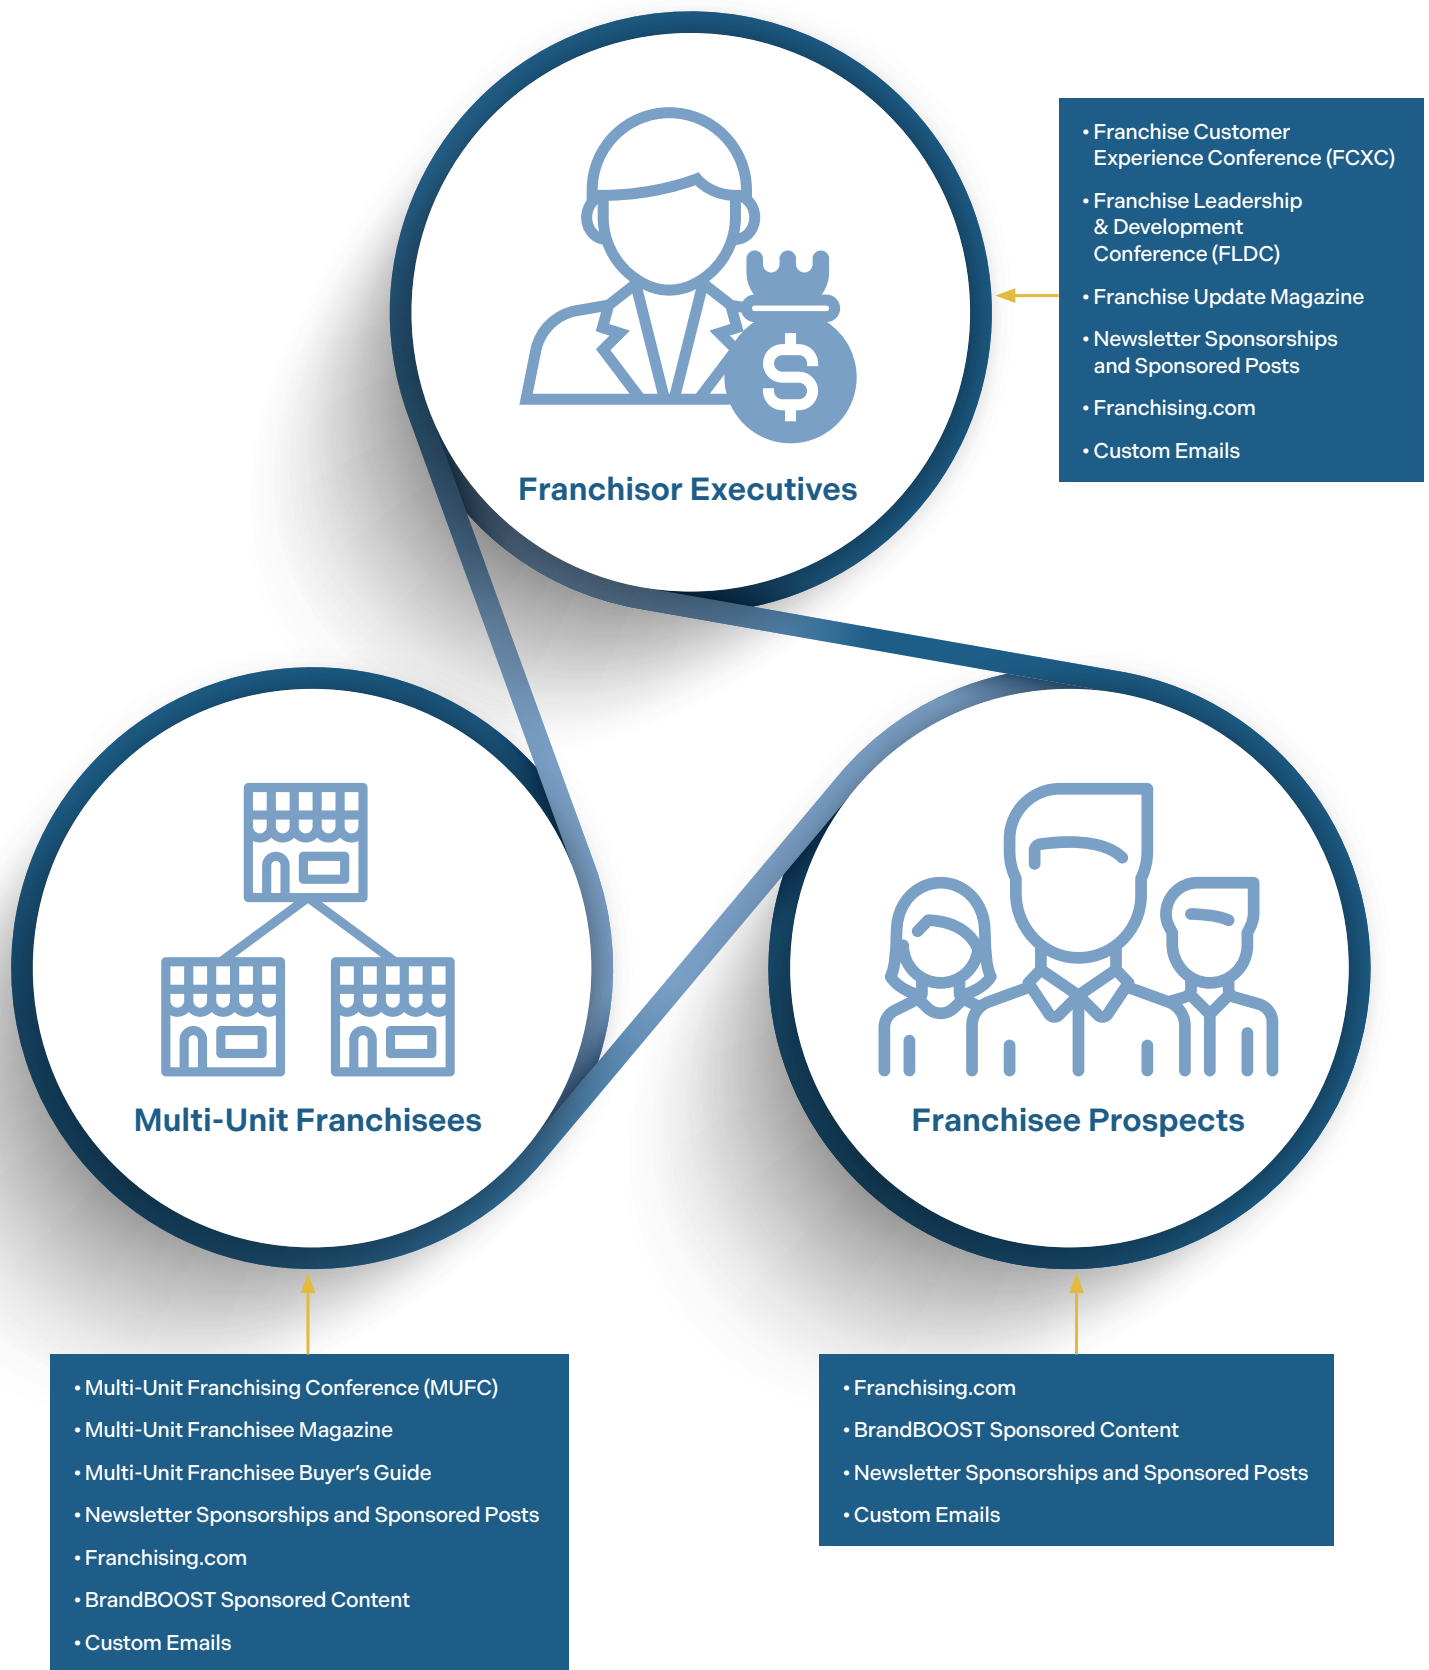 • Franchise Customer
Experience Conference (FCXC)
• Franchise Leadership
& Development
Conference (FLDC)
• Franchise Update Magazine
• Newsletter Sponsorships
and Sponsored Posts
• Franchising.com
• Custom Emails
$
Franchisor Executives
Multi-Unit Franchisees
Franchisee Prospects
• Multi-Unit Franchising Conference (MUFC)
• Multi-Unit Franchisee Magazine
• Multi-Unit Franchisee Buyer’s Guide
• Newsletter Sponsorships and Sponsored Posts
• Franchising.com
• BrandBOOST Sponsored Content
• Custom Emails
• Franchising.com
• BrandBOOST Sponsored Content
• Newsletter Sponsorships and Sponsored Posts
• Custom Emails